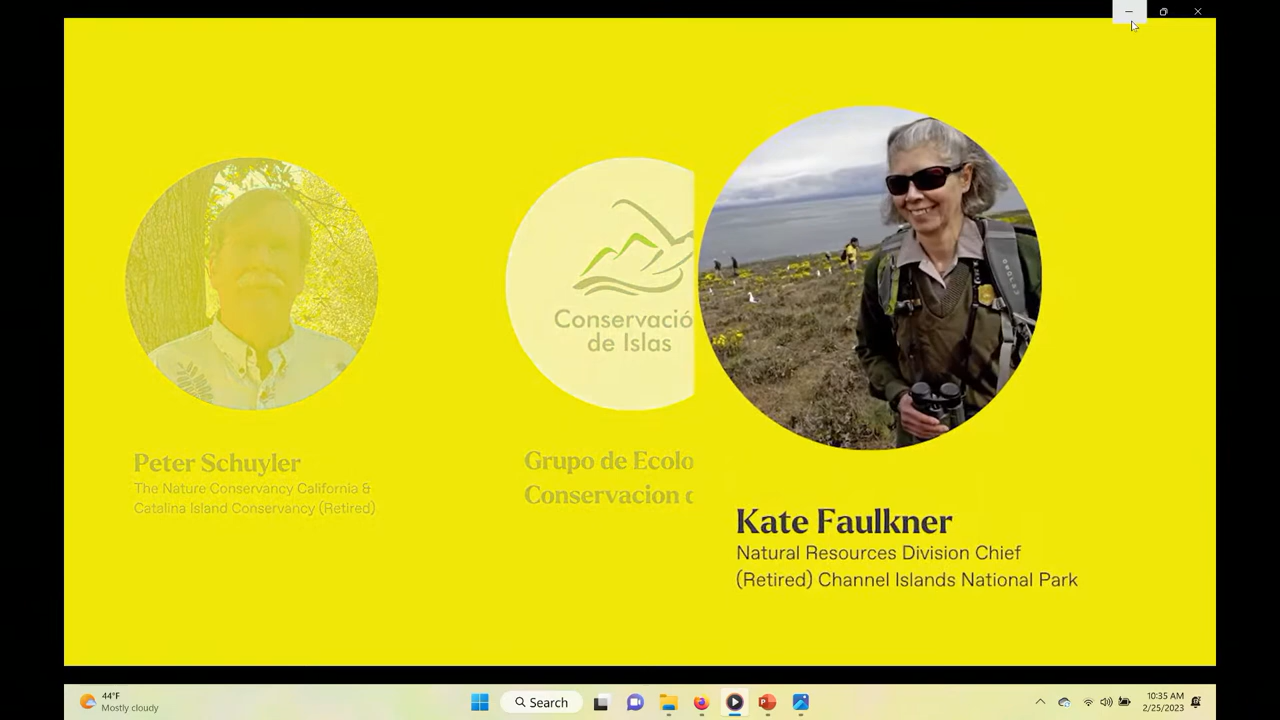 Conservació
de Islas
Peter Schuyler
The Nature Conservancy California &
Catalina Island Conservancy (Retired)
Grupo de Ecolo
Conservacion
Kate Faulkner
Natural Resources Division Chief
(Retired) Channel Islands National Park
44°F
Mostly cloudy
Search
10:35 AM
2/25/2023